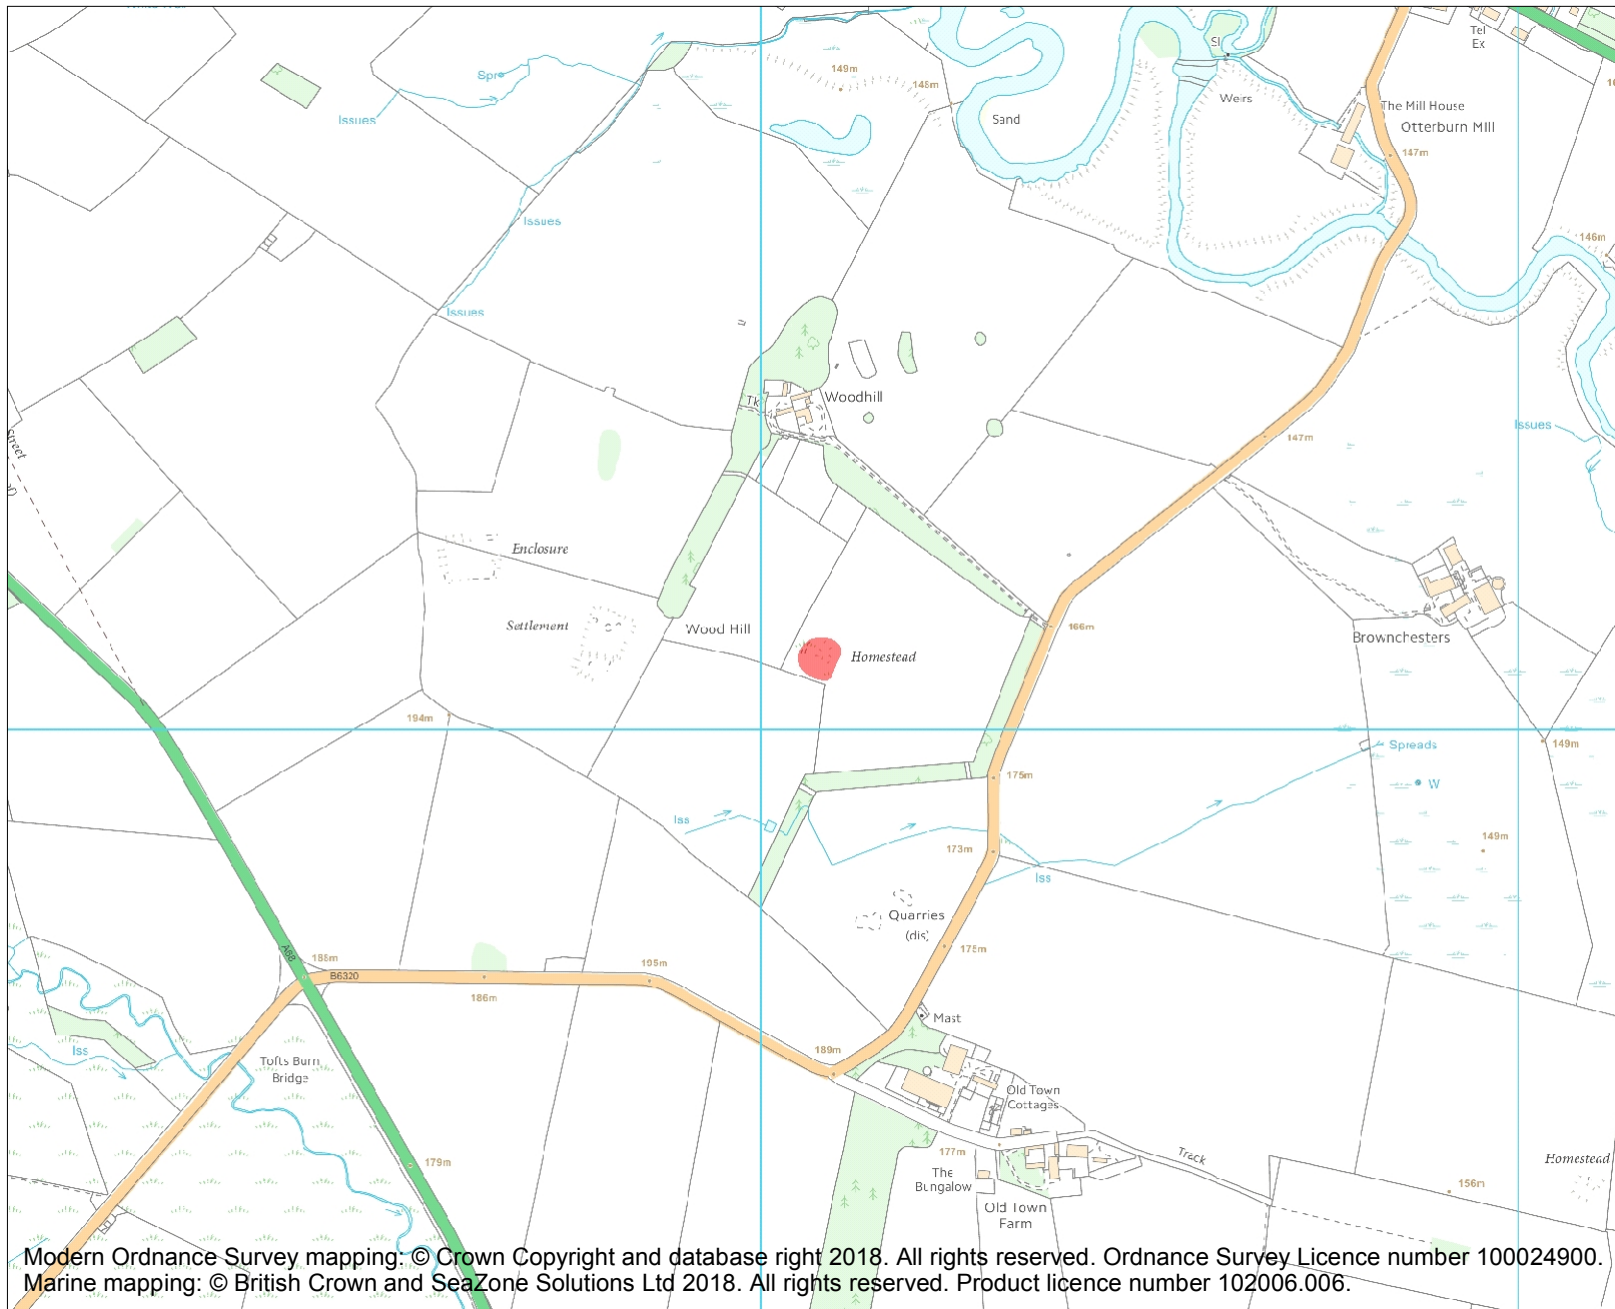 Tel
Ex
149m
Spr
148m
Sl
Weirs
The Mill House
Issues
Sand
Otterburn Mill
147m
Issues
146m
Issues
Woodhill
Tk
Issues
147m
Street
Enclosure
Settlement
Wood Hill
166m
Brownchesters
Homestead
194m
149m
Spreads
175m
W
Iss
149m
173m
Iss
Quarries
(dis)
175m
A68
188m
B6320
195m
186m
Mast
189m
Iss
Tofts Burn
Bridge
Old Town
Cottages
177m
Track
Homestead
179m
The
Bungalow
156m
Old Town
Farm
Modern Ordnance Survey mapping: © Crown Copyright and database right 2018. All rights reserved. Ordnance Survey Licence number 100024900.
Marine mapping: © British Crown and SeaZone Solutions Ltd 2018. All rights reserved. Product licence number 102006.006.